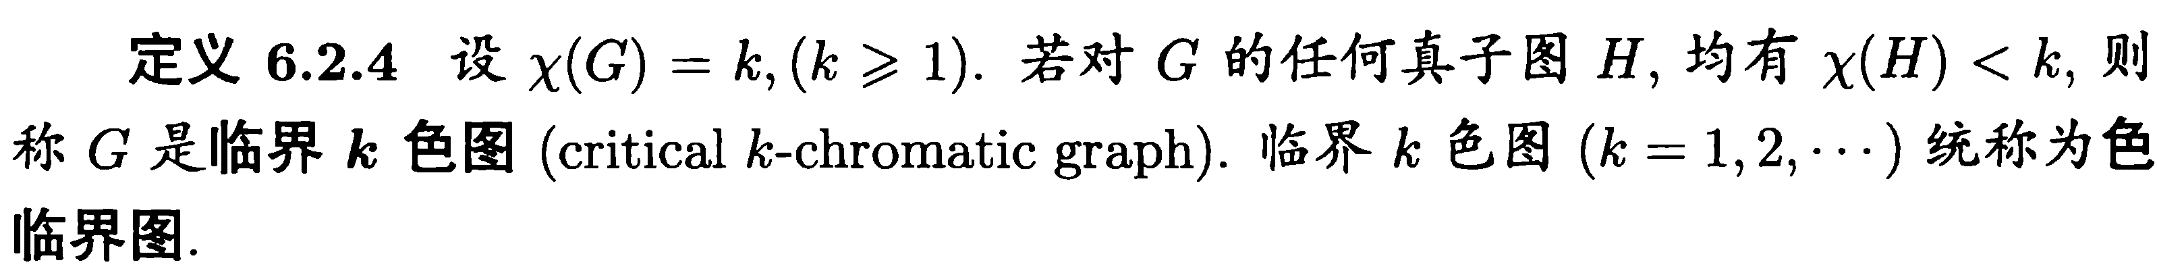 定义 6.2.4 设 χ(G) = k, (k ⩾ 1). 若对 G 的任何真子图 H, 均有 χ(H) < k, 则
称 G 是临界 k 色图 (critical k-chromatic graph). 临界 k 色图 (k = 1, 2, ⋯) 统称为色
临界图.